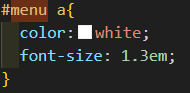 #menu a{
color: white;
font-size: 1.3em;
}